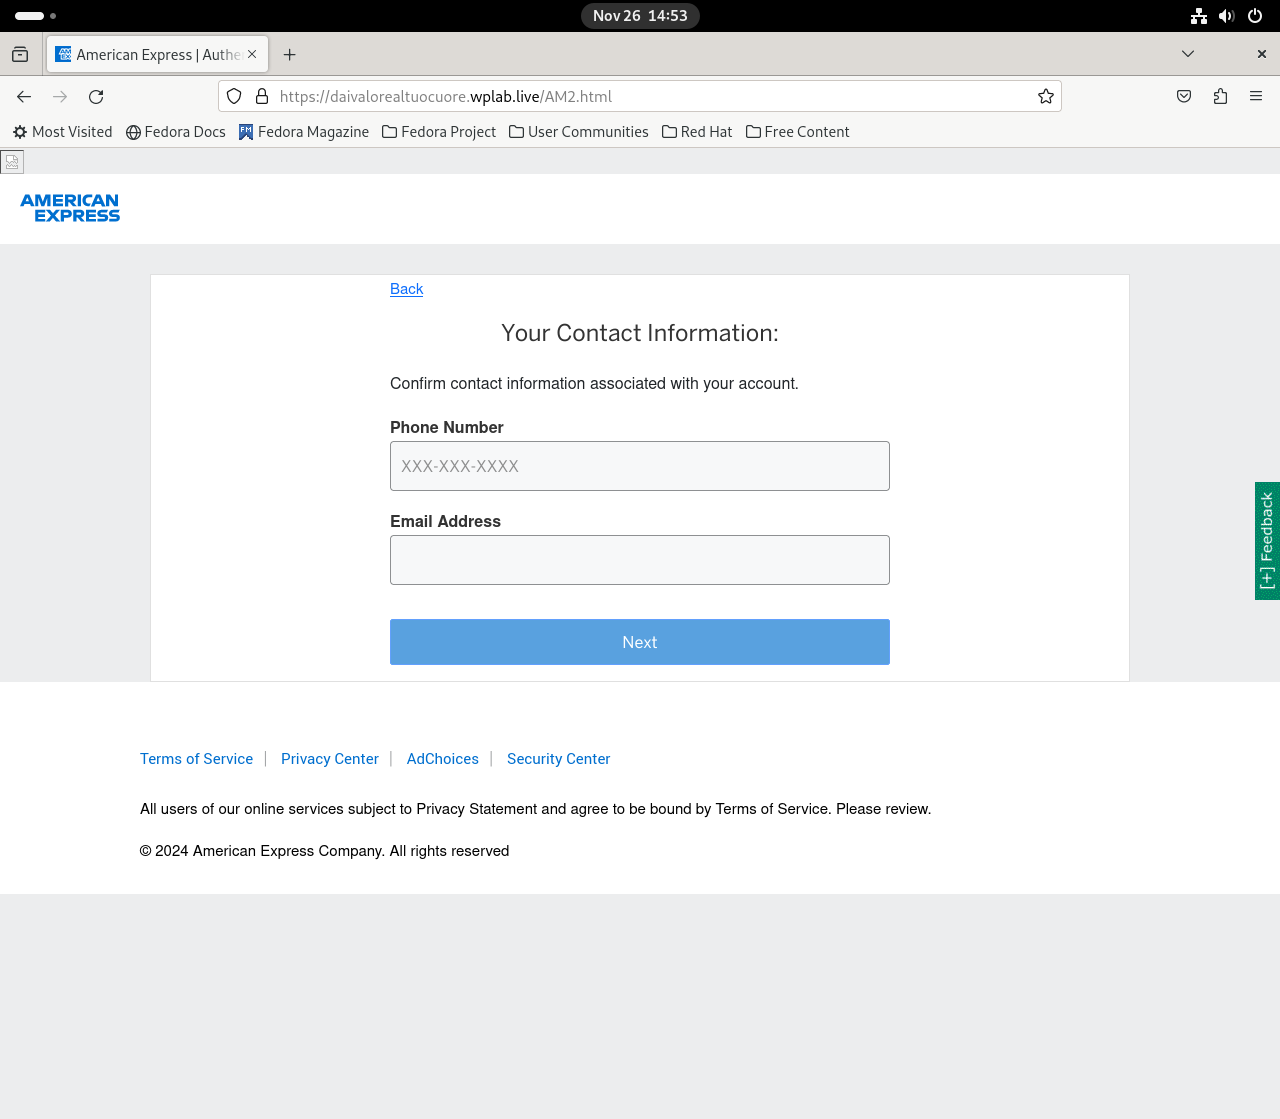 Nov 26 14:53
American Express | Authe
https://daivalorealtuocuore.wplab.live/AM2.html
Most Visited
Fedora Docs
FM
Fedora Magazine
Fedora Project
User Communities
Red Hat
Free Content
AMERICAN
EXPRESS
Back
Your Contact Information:
Confirm contact information associated with your account.
Phone Number
XXX-XXX-XXXX
Email Address
Next
[+] Feedback
Terms of Service | Privacy Center | AdChoices | Security Center
All users of our online services subject to Privacy Statement and agree to be bound by Terms of Service. Please review.
© 2024 American Express Company. All rights reserved